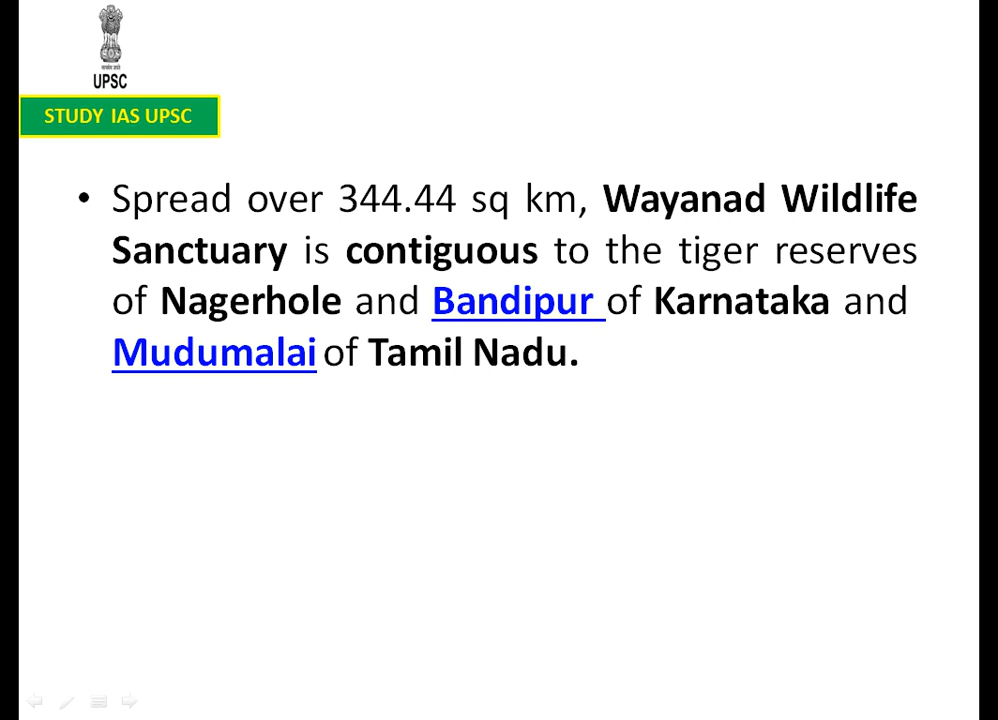 UPSC
STUDY IAS UPSC
• Spread over 344.44 sq km, Wayanad Wildlife
Sanctuary is contiguous to the tiger reserves
of Nagerhole and Bandipur of Karnataka and
Mudumalai of Tamil Nadu.